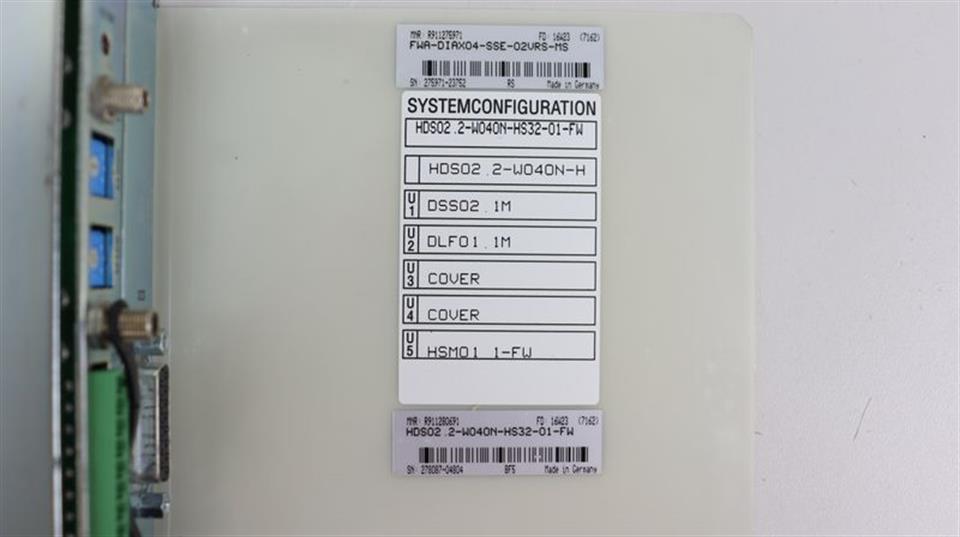 MNR: R911275971 FD: 16W23 (7162)
FWA-DIAX04-SSE-02VRS-MS
SN: 275971-23752 RS Made in Germany
SYSTEMCONFIGURATION
HDS02.2-W040N-HS32-01-FW
HDS02.2-W040N-H
U1 DSS02.1M
U2 DLF01.1M
U3 COVER
U4 COVER
U5 HSM01 1-FW
MNR: R911280691 FD: 16W23 (7162)
HDS02.2-W040N-HS32-01-FW
SN: 278087-04804 BF5 Made in Germany